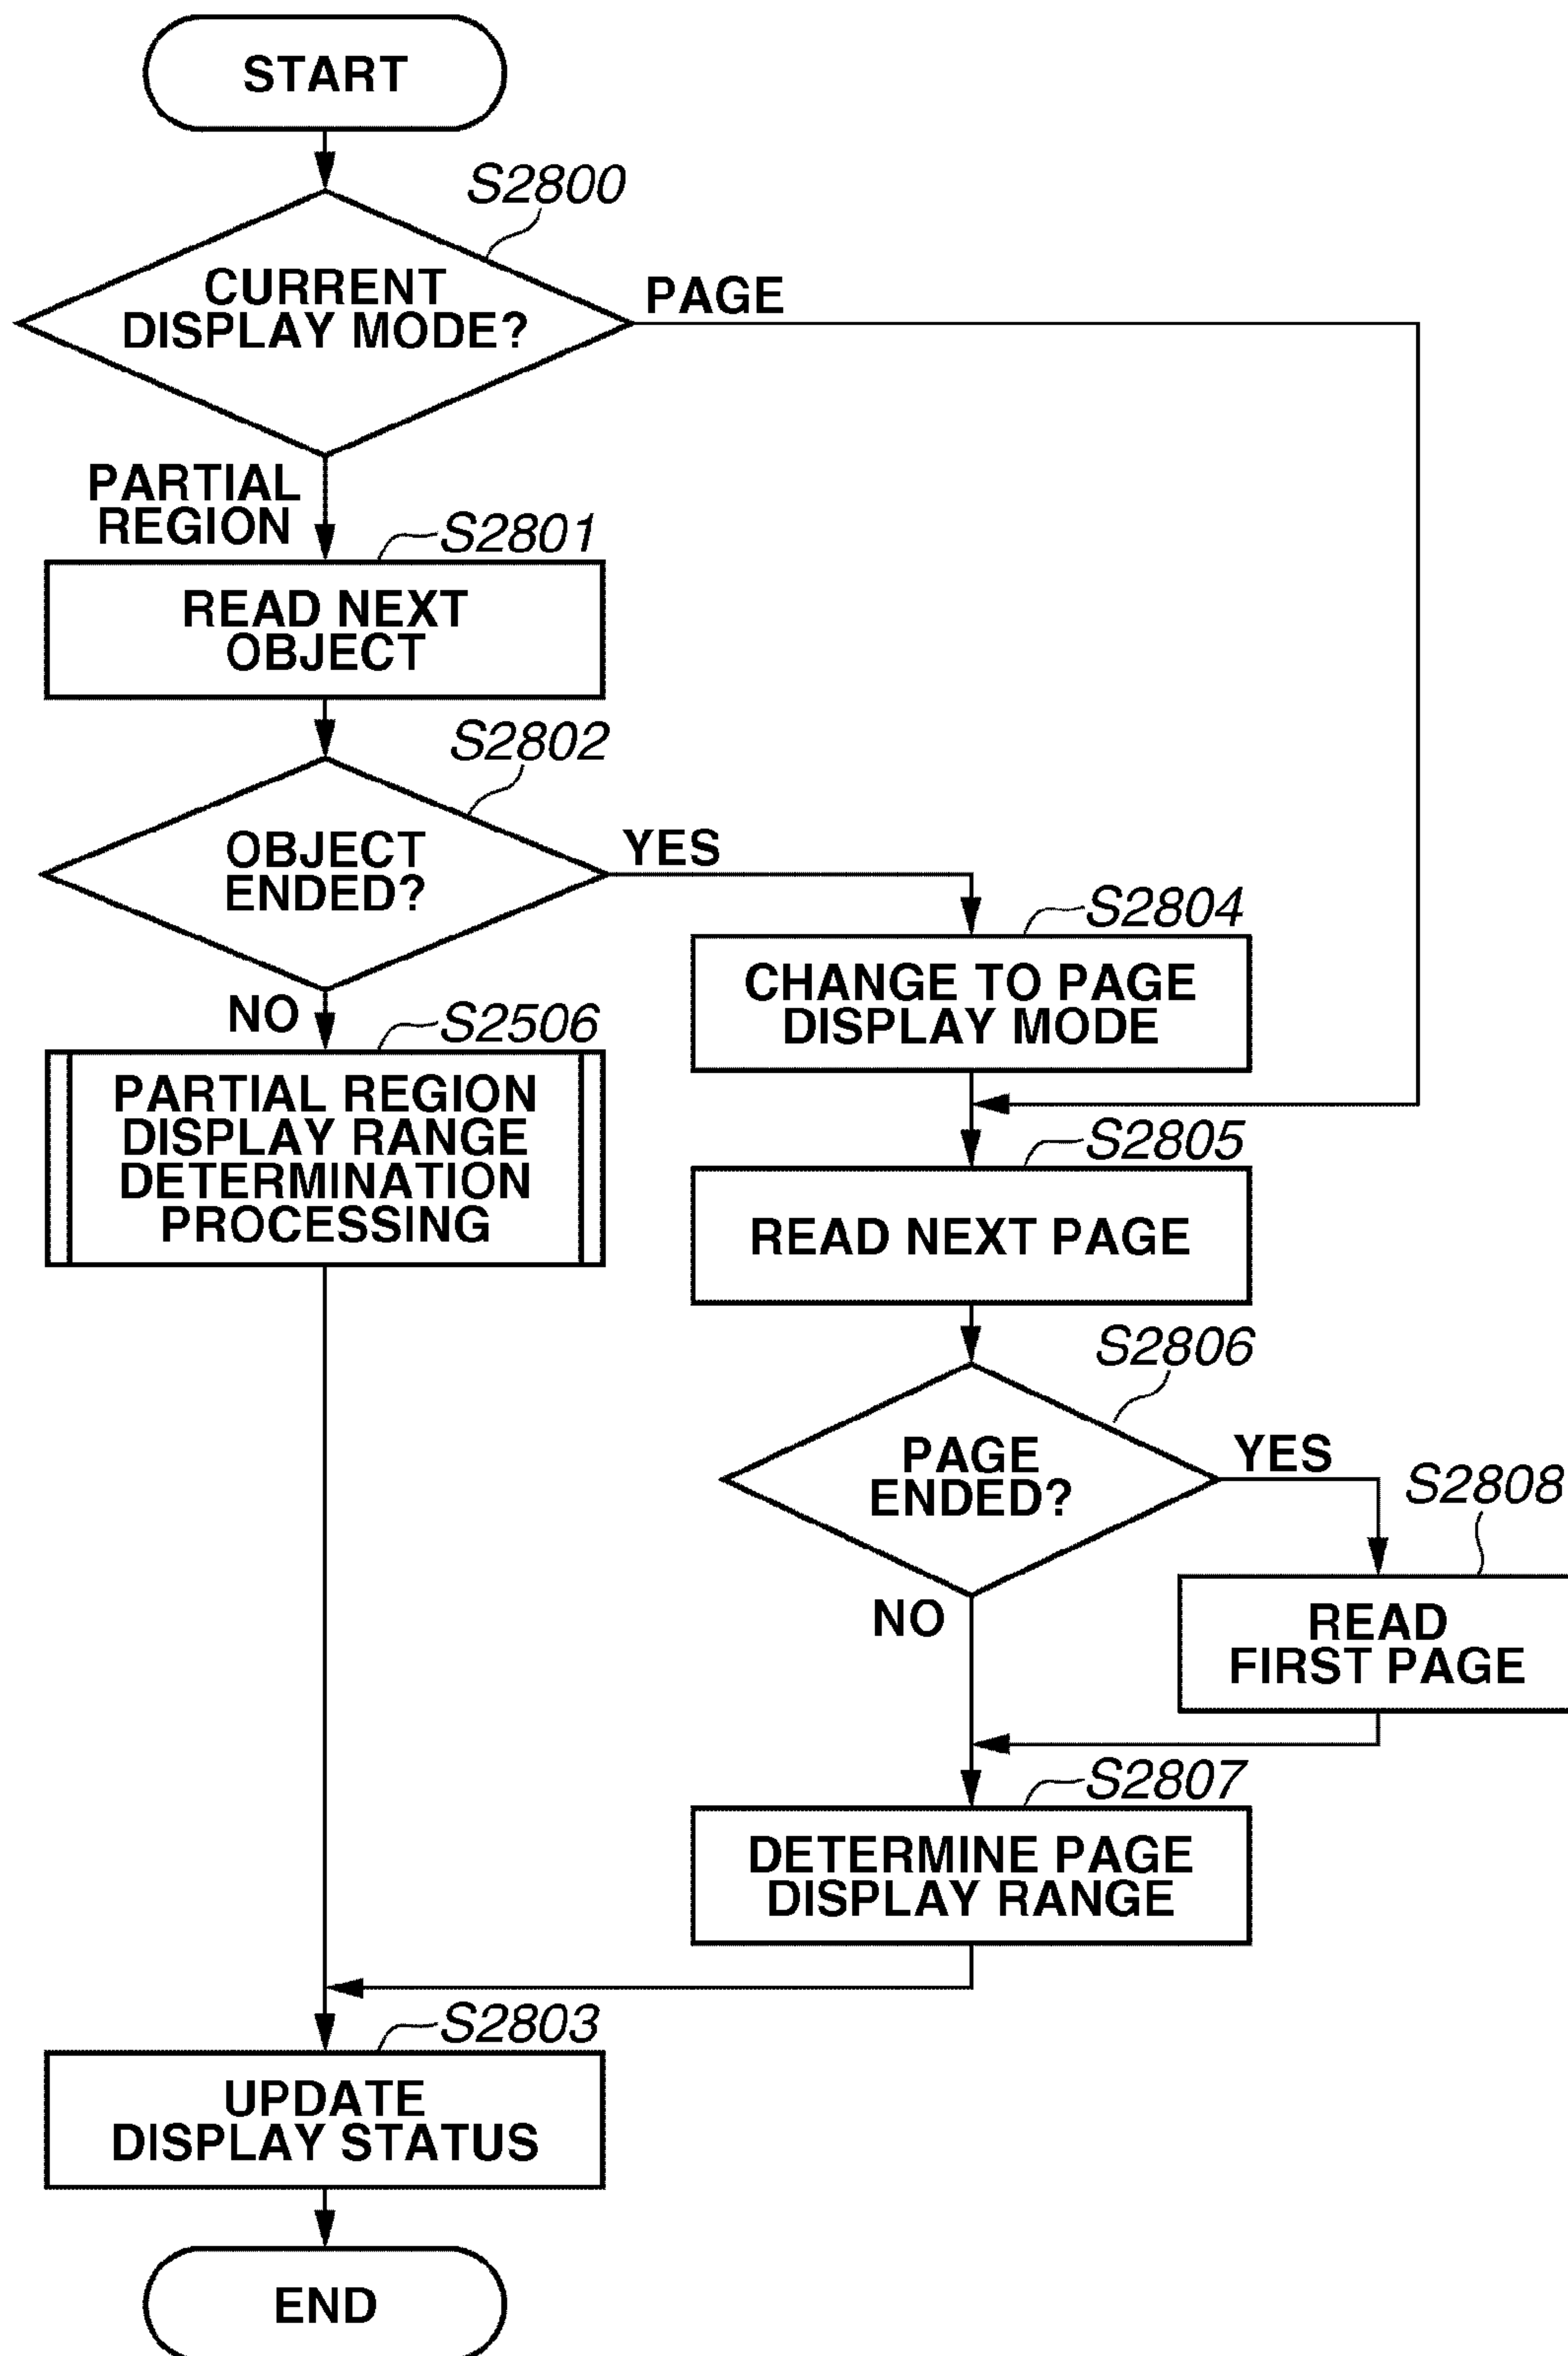 START
S2800
CURRENT
DISPLAY MODE?
PAGE
PARTIAL
REGION
S2801
READ NEXT
OBJECT
S2802
OBJECT
ENDED?
YES
S2804
CHANGE TO PAGE
DISPLAY MODE
NO
S2506
PARTIAL REGION
DISPLAY RANGE
DETERMINATION
PROCESSING
S2805
READ NEXT PAGE
S2806
PAGE
ENDED?
YES
S2808
READ
FIRST PAGE
NO
S2807
DETERMINE PAGE
DISPLAY RANGE
S2803
UPDATE
DISPLAY STATUS
END